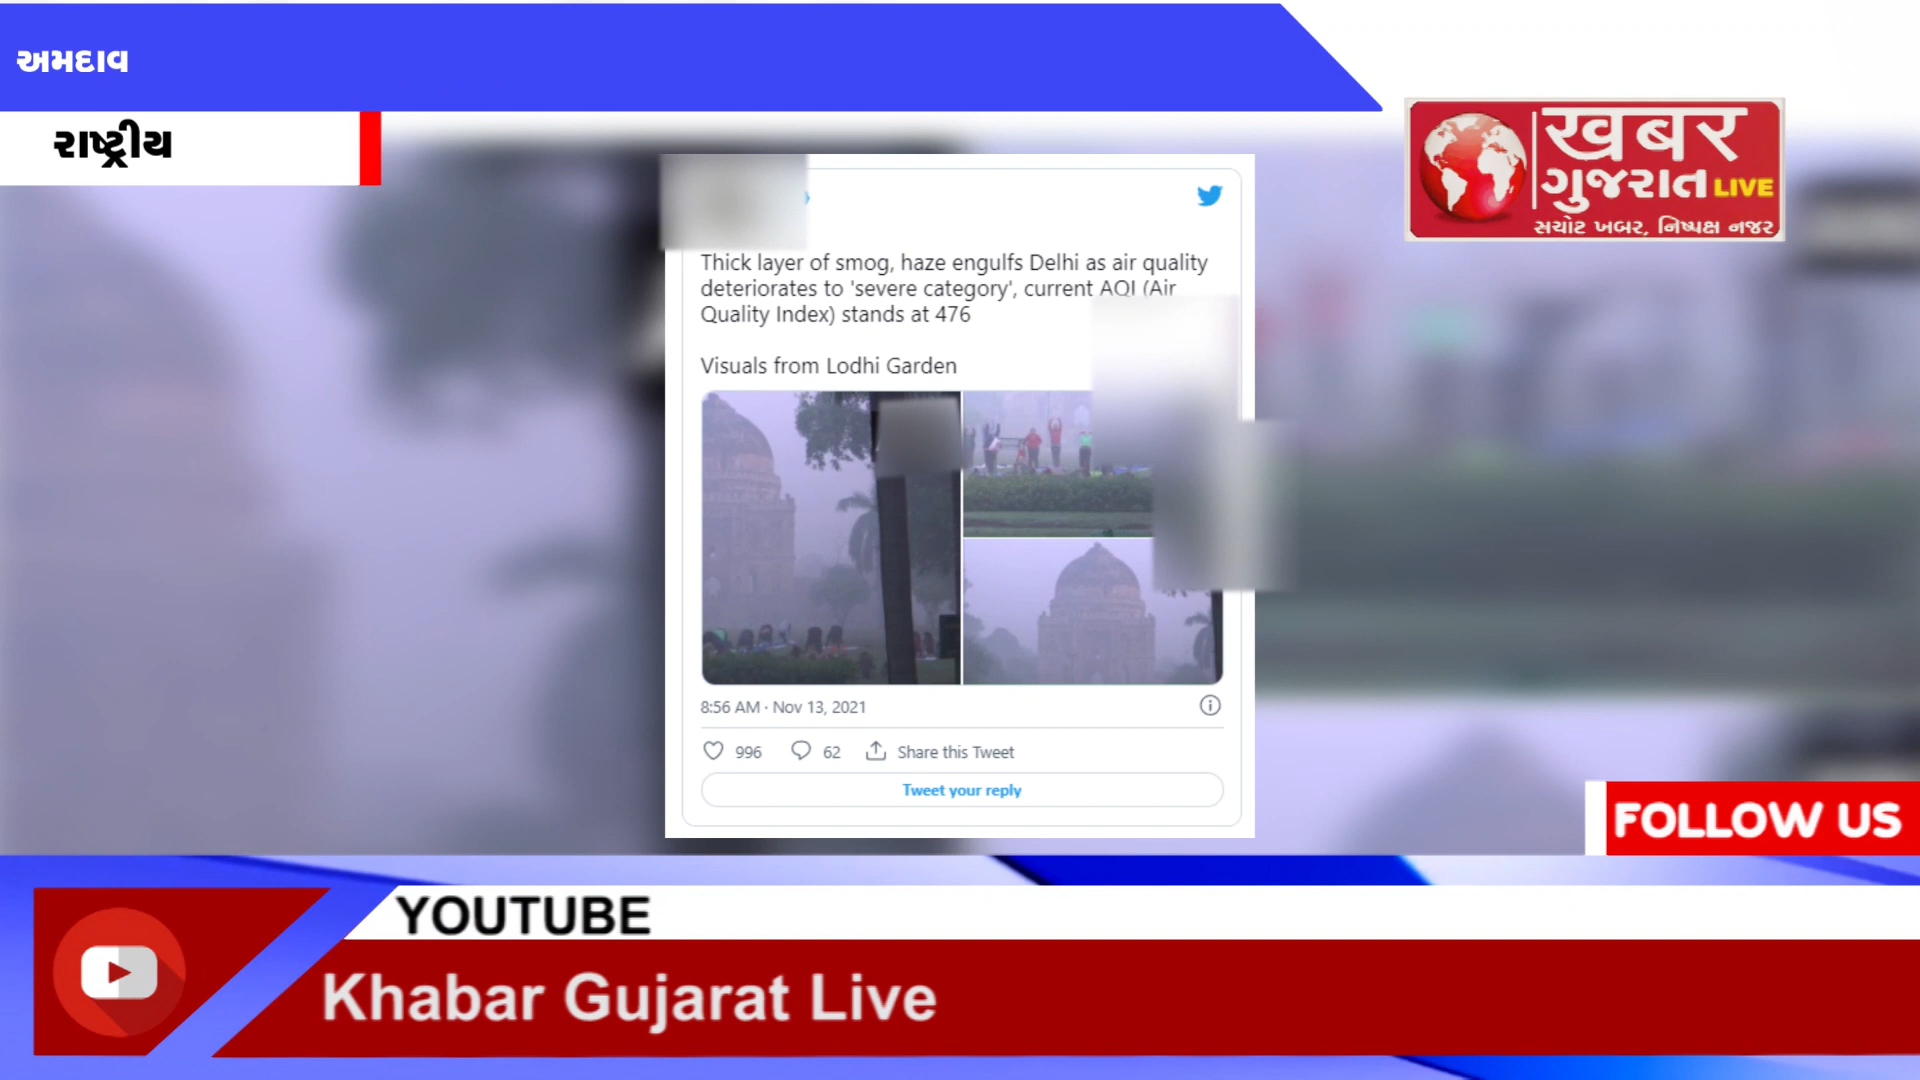 અમદાવ
રાષ્ટ્રીય
खबर
ગુજરાત LIVE
સચોટ ખબર, નિષ્પક્ષ નજર
Thick layer of smog, haze engulfs Delhi as air quality
deteriorates to 'severe category', current AQI (Air
Quality Index) stands at 476
Visuals from Lodhi Garden
8:56 AM · Nov 13, 2021
996 62 Share this Tweet
Tweet your reply
FOLLOW US
YOUTUBE
Khabar Gujarat Live